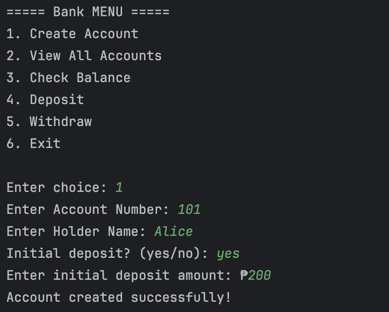 ===== Bank MENU =====
1. Create Account
2. View All Accounts
3. Check Balance
4. Deposit
5. Withdraw
6. Exit
Enter choice: 1
Enter Account Number: 101
Enter Holder Name: Alice
Initial deposit? (yes/no): yes
Enter initial deposit amount: ₱200
Account created successfully!